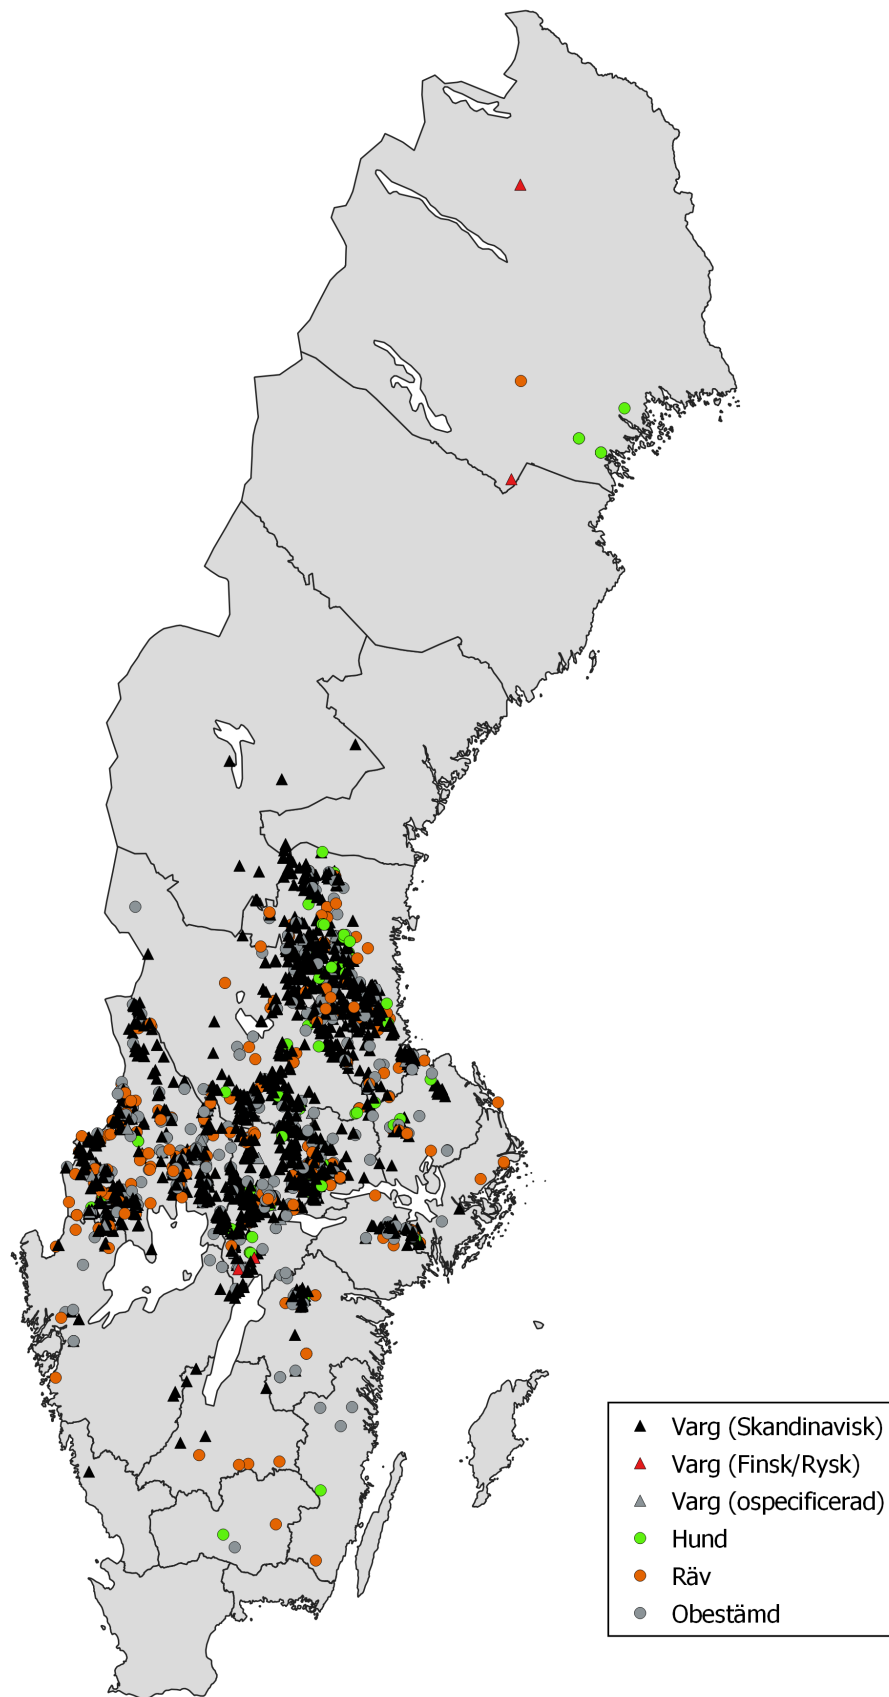 Varg (Skandinavisk)
Varg (Finsk/Rysk)
Varg (ospecificerad)
Hund
Räv
Obestämd